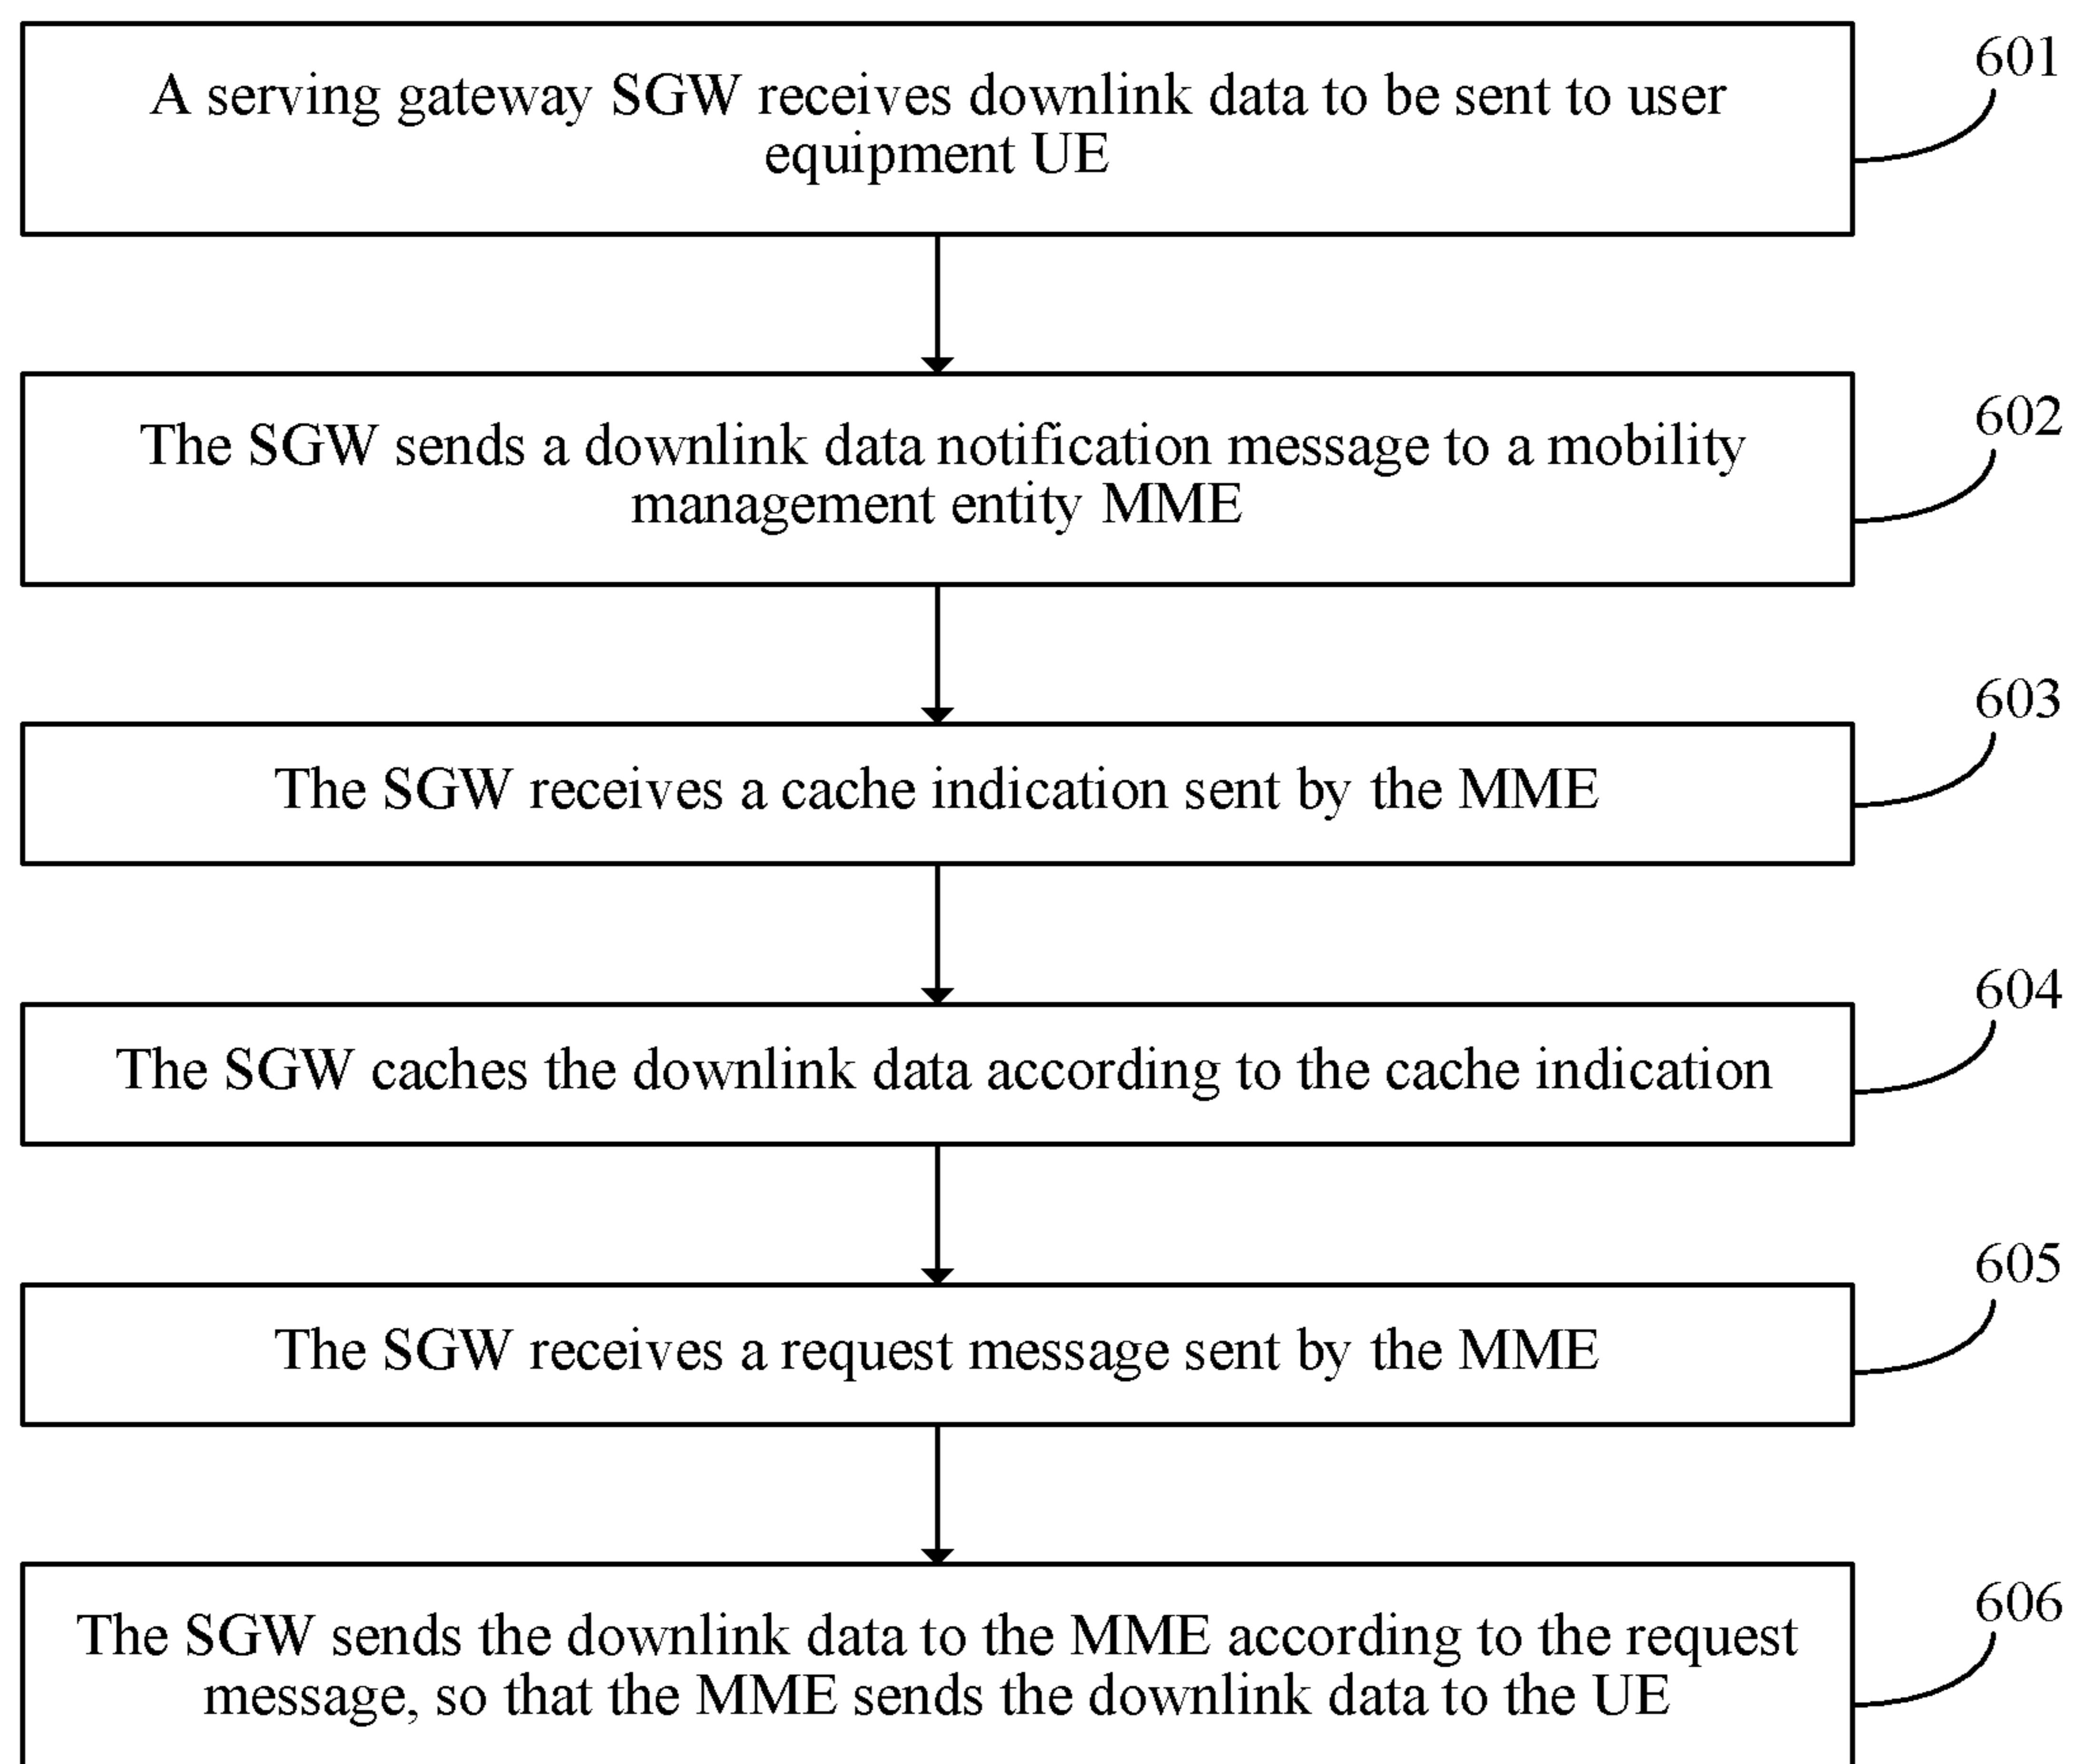 601
A serving gateway SGW receives downlink data to be sent to user
equipment UE
602
The SGW sends a downlink data notification message to a mobility
management entity MME
603
The SGW receives a cache indication sent by the MME
604
The SGW caches the downlink data according to the cache indication
605
The SGW receives a request message sent by the MME
606
The SGW sends the downlink data to the MME according to the request
message, so that the MME sends the downlink data to the UE